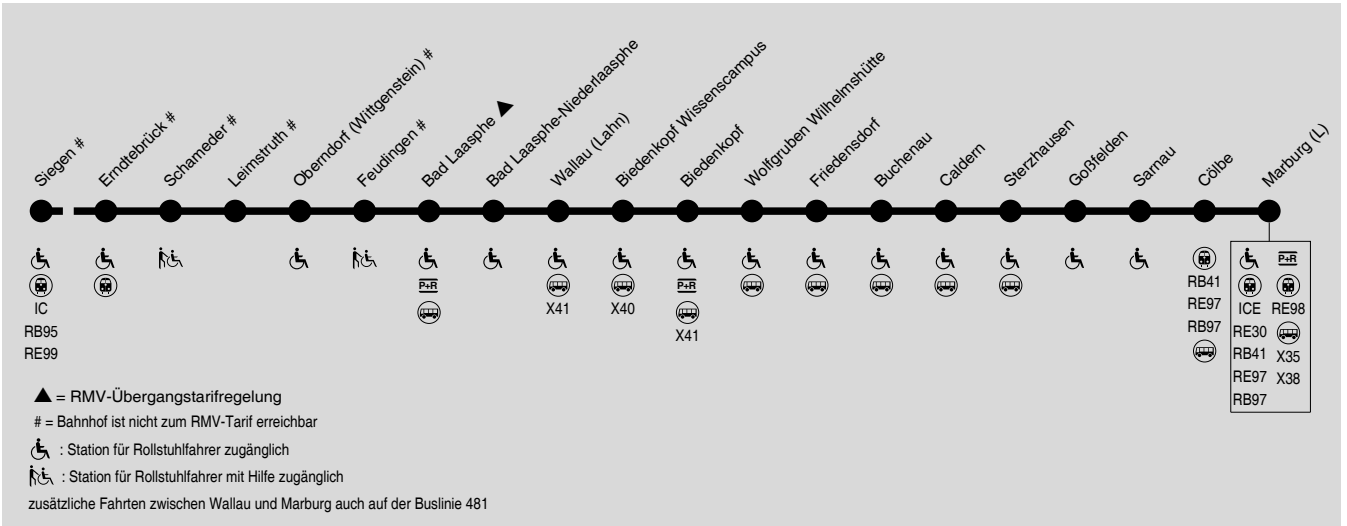 Siegen #
Erndtebrück #
Schameder #
Leimstruth #
Oberndorf (Wittgenstein) #
Feudingen #
Bad Laasphe ▲
Bad Laasphe-Niederlaasphe
Wallau (Lahn)
Biedenkopf Wissenscampus
Biedenkopf
Wolfgruben Wilhelmshütte
Friedensdorf
Buchenau
Caldern
Sterzhausen
Goßfelden
Sarnau
Cölbe
Marburg (L)
IC
RB95
RE99
P+R
X41
X40
P+R
X41
RB41
RE97
RB97
ICE
RE30
RB41
RE97
RB97
P+R
RE98
X35
X38
▲ = RMV-Übergangstarifregelung
# = Bahnhof ist nicht zum RMV-Tarif erreichbar
: Station für Rollstuhlfahrer zugänglich
: Station für Rollstuhlfahrer mit Hilfe zugänglich
zusätzliche Fahrten zwischen Wallau und Marburg auch auf der Buslinie 481